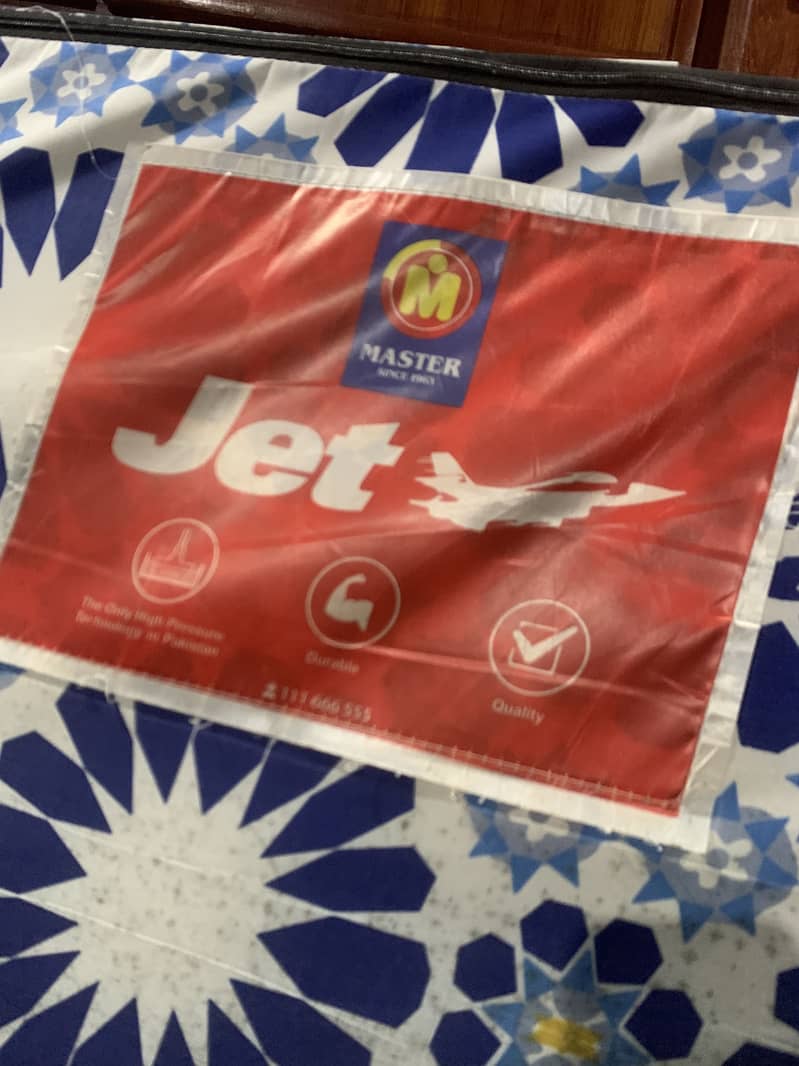 M
MASTER
SINCE 1963
Jet
The Only High Pressure
Technology in Pakistan
Durable
Quality
111 666 555